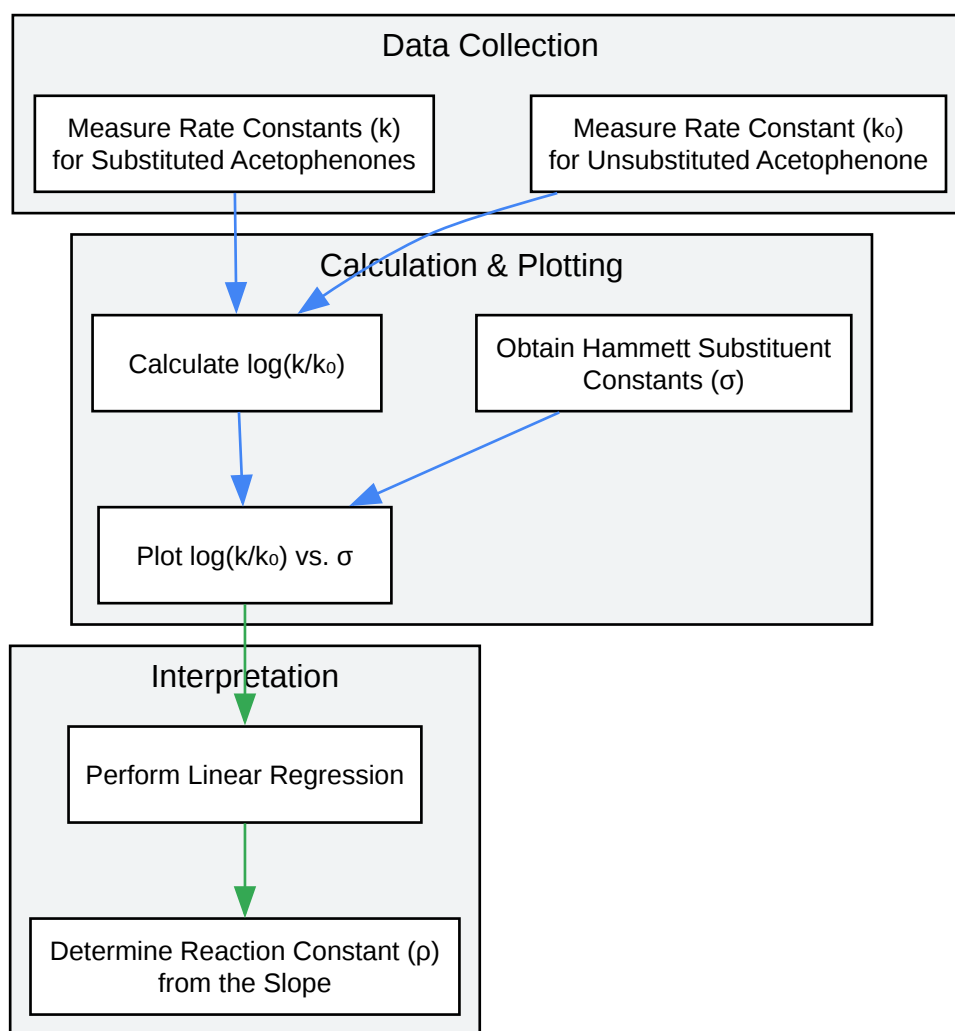 Data Collection
Measure Rate Constants (k)
for Substituted Acetophenones
Measure Rate Constant (k₀)
for Unsubstituted Acetophenone
Calculation & Plotting
Calculate log(k/k₀)
Obtain Hammett Substituent
Constants (σ)
Plot log(k/k₀) vs. σ
Interpretation
Perform Linear Regression
Determine Reaction Constant (ρ)
from the Slope